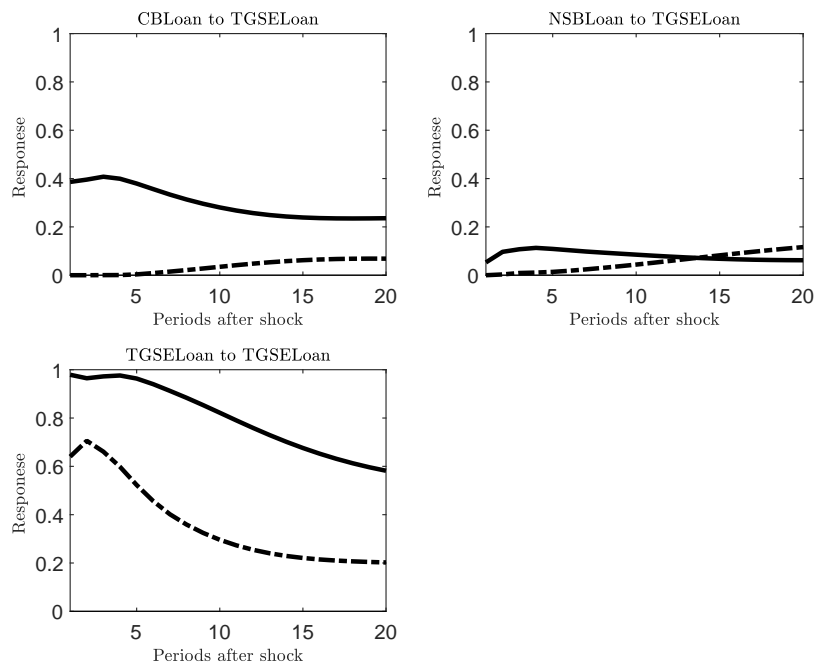 CBLoan to TGSELoan
1
0.8
0.6
0.4
0.2
0
Responese
5 10 15 20
Periods after shock
NSBLoan to TGSELoan
1
0.8
0.6
0.4
0.2
0
Responese
5 10 15 20
Periods after shock
TGSELoan to TGSELoan
1
0.8
0.6
0.4
0.2
0
Responese
5 10 15 20
Periods after shock